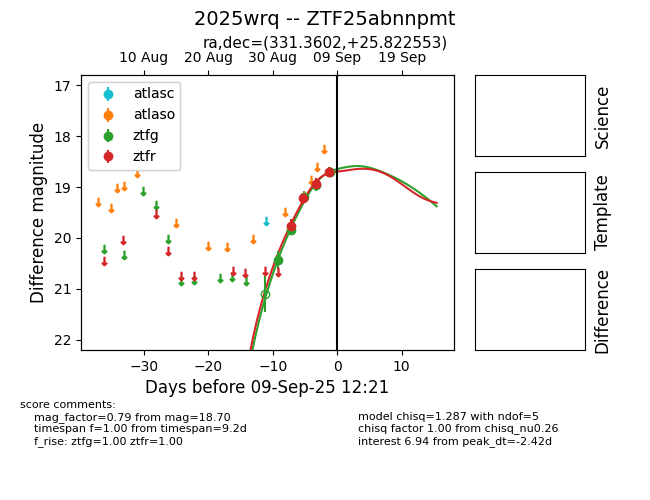 2025wrq -- ZTF25abnnpmt
ra,dec=(331.3602,+25.822553)
10 Aug 20 Aug 30 Aug 09 Sep 19 Sep
17
18
19
20
21
22
Difference magnitude
atlasc
atlaso
ztfg
ztfr
−30 −20 −10 0 10
Days before 09-Sep-25 12:21
Science
Template
Difference
score comments:
mag_factor=0.79 from mag=18.70
timespan f=1.00 from timespan=9.2d
f_rise: ztfg=1.00 ztfr=1.00
model chisq=1.287 with ndof=5
chisq factor 1.00 from chisq_nu0.26
interest 6.94 from peak_dt=-2.42d